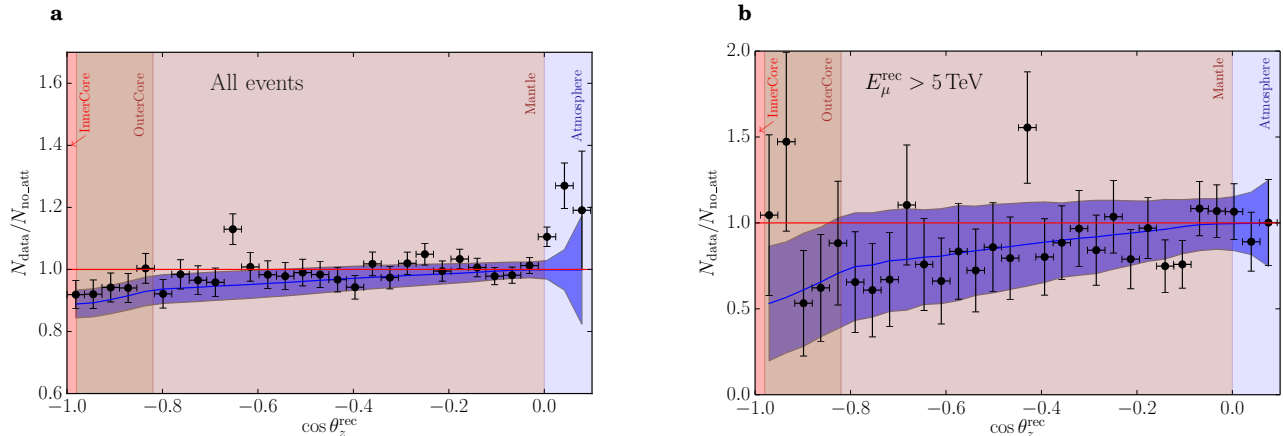 a
All events
InnerCore
OuterCore
Mantle
Atmosphere
N_data/N_no_att
1.6
1.4
1.2
1.0
0.8
0.6
−1.0 −0.8 −0.6 −0.4 −0.2 0.0
cos θ_z^rec
b
E_μ^rec > 5 TeV
InnerCore
OuterCore
Mantle
Atmosphere
N_data/N_no_att
2.0
1.5
1.0
0.5
0.0
−1.0 −0.8 −0.6 −0.4 −0.2 0.0
cos θ_z^rec